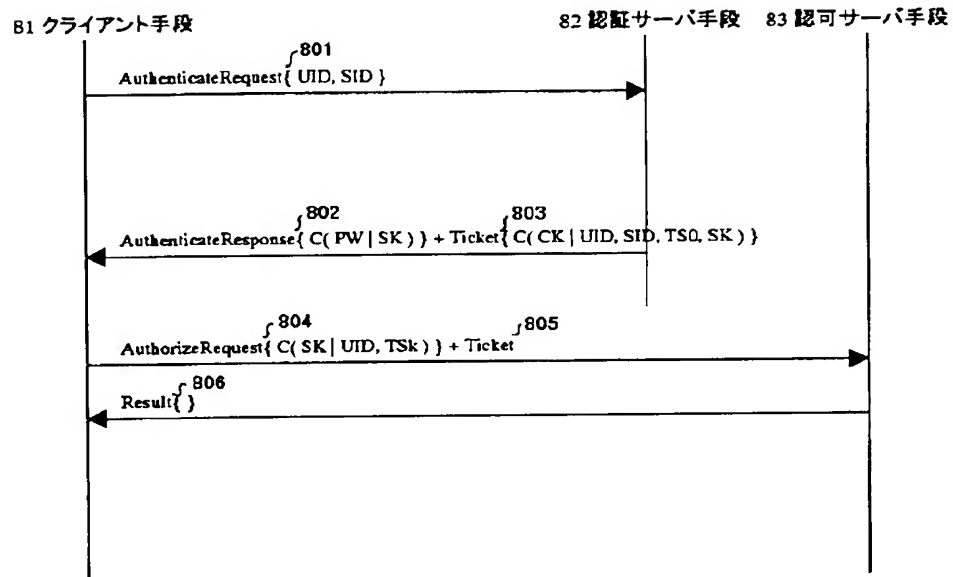 81 クライアント手段
82 認証サーバ手段
83 認可サーバ手段
801
AuthenticateRequest{ UID, SID }
802
803
AuthenticateResponse{ C( PW | SK ) } + Ticket{ C( CK | UID, SID, TS0, SK ) }
804
805
AuthorizeRequest{ C( SK | UID, TSk ) } + Ticket
806
Result{ }